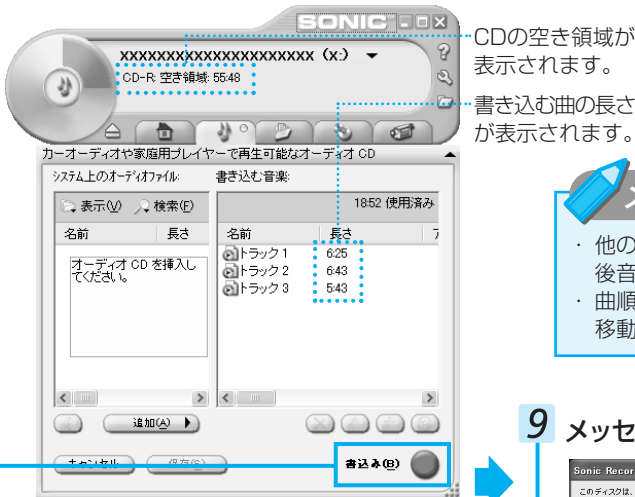 SONIC
XXXXXXXXXXXXXXXXXXXXXX (X:)
CD-R: 空き領域: 55:48
カーオーディオや家庭用プレイヤーで再生可能なオーディオ CD
システム上のオーディオファイル:
書き込む音楽:
表示(V) 検索(F)
18:52 使用済み
名前 長さ
名前 長さ
オーディオ CD を挿入し
てください。
トラック 1 6:25
トラック 2 6:43
トラック 3 5:43
追加(A)
キャンセル 保存(S)
書込み(B)
CDの空き領域が
表示されます。
書き込む曲の長さ
が表示されます。
・ 他の
後音
・ 曲順
移動
9 メッセ
Sonic Recor
このディスクは、